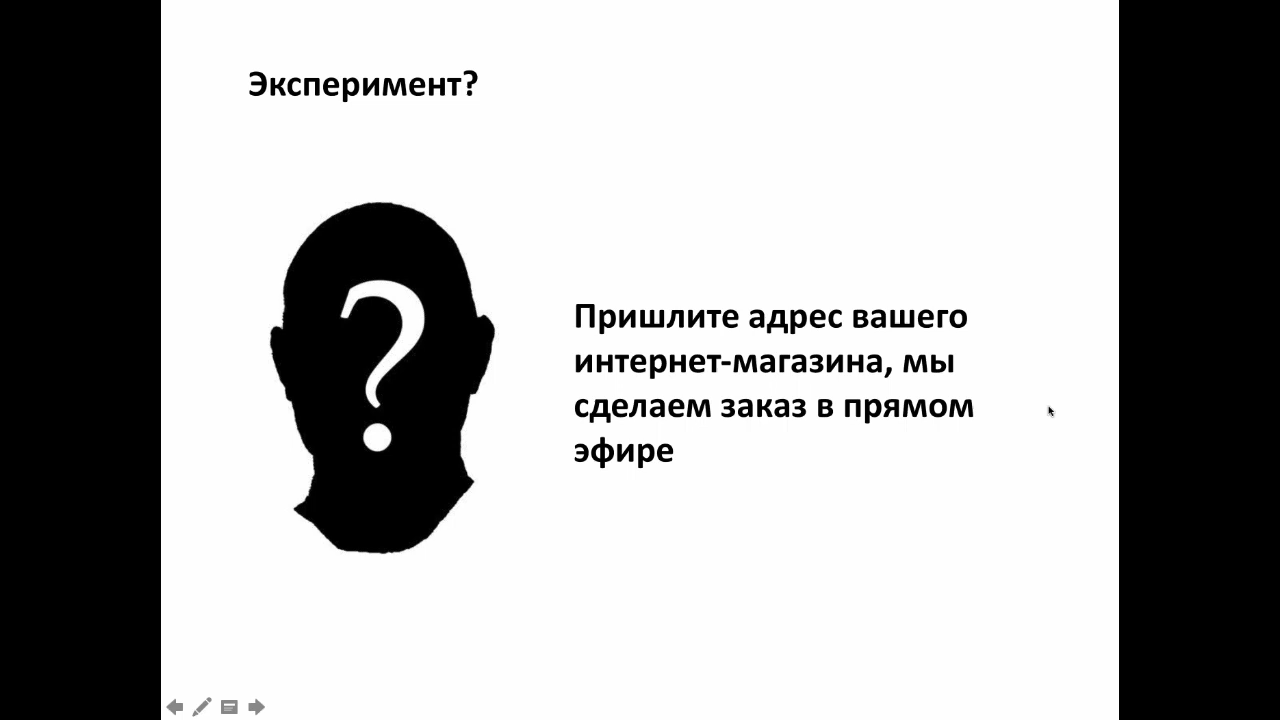 Эксперимент?
?
Пришлите адрес вашего
интернет-магазина, мы
сделаем заказ в прямом
эфире